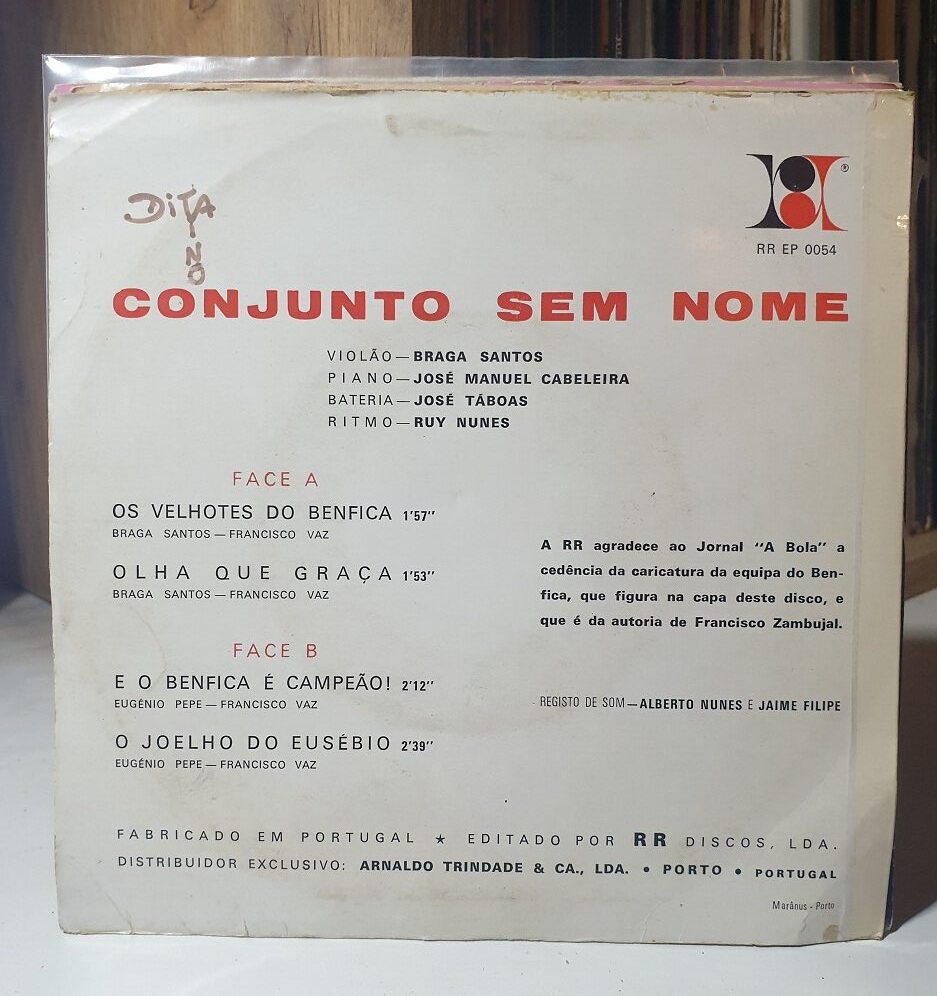 ®
RR EP 0054
DiTA
NO
CONJUNTO SEM NOME
VIOLÃO — BRAGA SANTOS
PIANO — JOSÉ MANUEL CABELEIRA
BATERIA — JOSÉ TÁBOAS
RITMO — RUY NUNES
FACE A
OS VELHOTES DO BENFICA 1'57''
BRAGA SANTOS — FRANCISCO VAZ
OLHA QUE GRAÇA 1'53''
BRAGA SANTOS — FRANCISCO VAZ
FACE B
E O BENFICA É CAMPEÃO! 2'12''
EUGÉNIO PEPE — FRANCISCO VAZ
O JOELHO DO EUSÉBIO 2'39''
EUGÉNIO PEPE — FRANCISCO VAZ
A RR agradece ao Jornal "A Bola" a
cedência da caricatura da equipa do Ben-
fica, que figura na capa deste disco, e
que é da autoria de Francisco Zambujal.
REGISTO DE SOM — ALBERTO NUNES E JAIME FILIPE
FABRICADO EM PORTUGAL ★ EDITADO POR RR DISCOS, LDA.
DISTRIBUIDOR EXCLUSIVO: ARNALDO TRINDADE & CA., LDA. • PORTO • PORTUGAL
Marânus - Porto